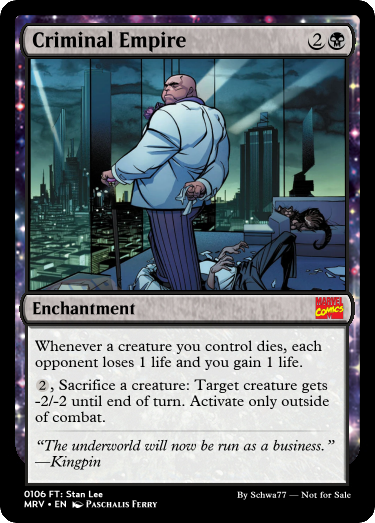 Criminal Empire 2
Enchantment
MARVEL
COMICS
Whenever a creature you control dies, each
opponent loses 1 life and you gain 1 life.
2, Sacrifice a creature: Target creature gets
-2/-2 until end of turn. Activate only outside
of combat.
“The underworld will now be run as a business.”
—Kingpin
0106 FT: Stan Lee
MRV • EN PASCHALIS FERRY
By Schwa77 — Not for Sale